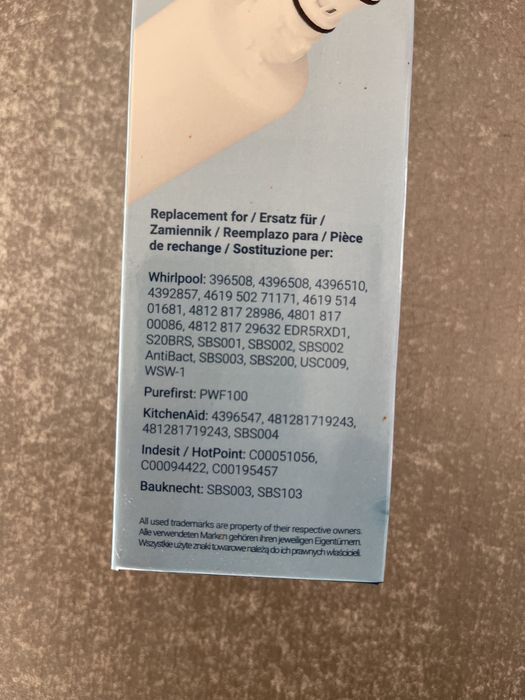 Replacement for / Ersatz für /
Zamiennik / Reemplazo para / Pièce
de rechange / Sostituzione per:
Whirlpool: 396508, 4396508, 4396510,
4392857, 4619 502 71171, 4619 514
01681, 4812 817 28986, 4801 817
00086, 4812 817 29632 EDR5RXD1,
S20BRS, SBS001, SBS002, SBS002
AntiBact, SBS003, SBS200, USC009,
WSW-1
Purefirst: PWF100
KitchenAid: 4396547, 481281719243,
481281719243, SBS004
Indesit / HotPoint: C00051056,
C00094422, C00195457
Bauknecht: SBS003, SBS103
All used trademarks are property of their respective owners.
Alle verwendeten Marken gehören ihren jeweiligen Eigentümern.
Wszystkie użyte znaki towarowe należą do ich prawnych właścicieli.